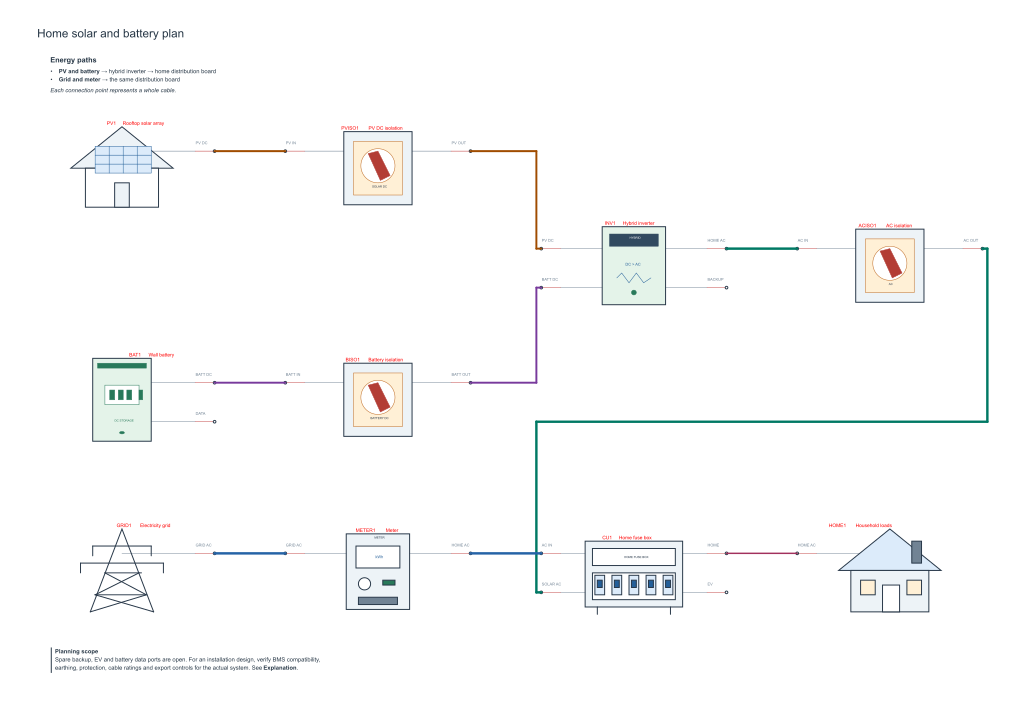 Home solar and battery plan
Energy paths
• PV and battery → hybrid inverter → home distribution board
• Grid and meter → the same distribution board
Each connection point represents a whole cable.
PV1 Rooftop solar array
PV DC
PV IN
PVISO1 PV DC isolation
SOLAR DC
PV OUT
INV1 Hybrid inverter
HYBRID
DC > AC
PV DC
BATT DC
HOME AC
BACKUP
AC IN
ACISO1 AC isolation
AC
AC OUT
BAT1 Wall battery
DC STORAGE
BATT DC
DATA
BATT IN
BISO1 Battery isolation
BATTERY DC
BATT OUT
GRID1 Electricity grid
GRID AC
GRID AC
METER1 Meter
METER
kWh
HOME AC
AC IN
SOLAR AC
CU1 Home fuse box
HOME FUSE BOX
HOME
EV
HOME AC
HOME1 Household loads
Planning scope
Spare backup, EV and battery data ports are open. For an installation design, verify BMS compatibility,
earthing, protection, cable ratings and export controls for the actual system. See Explanation.